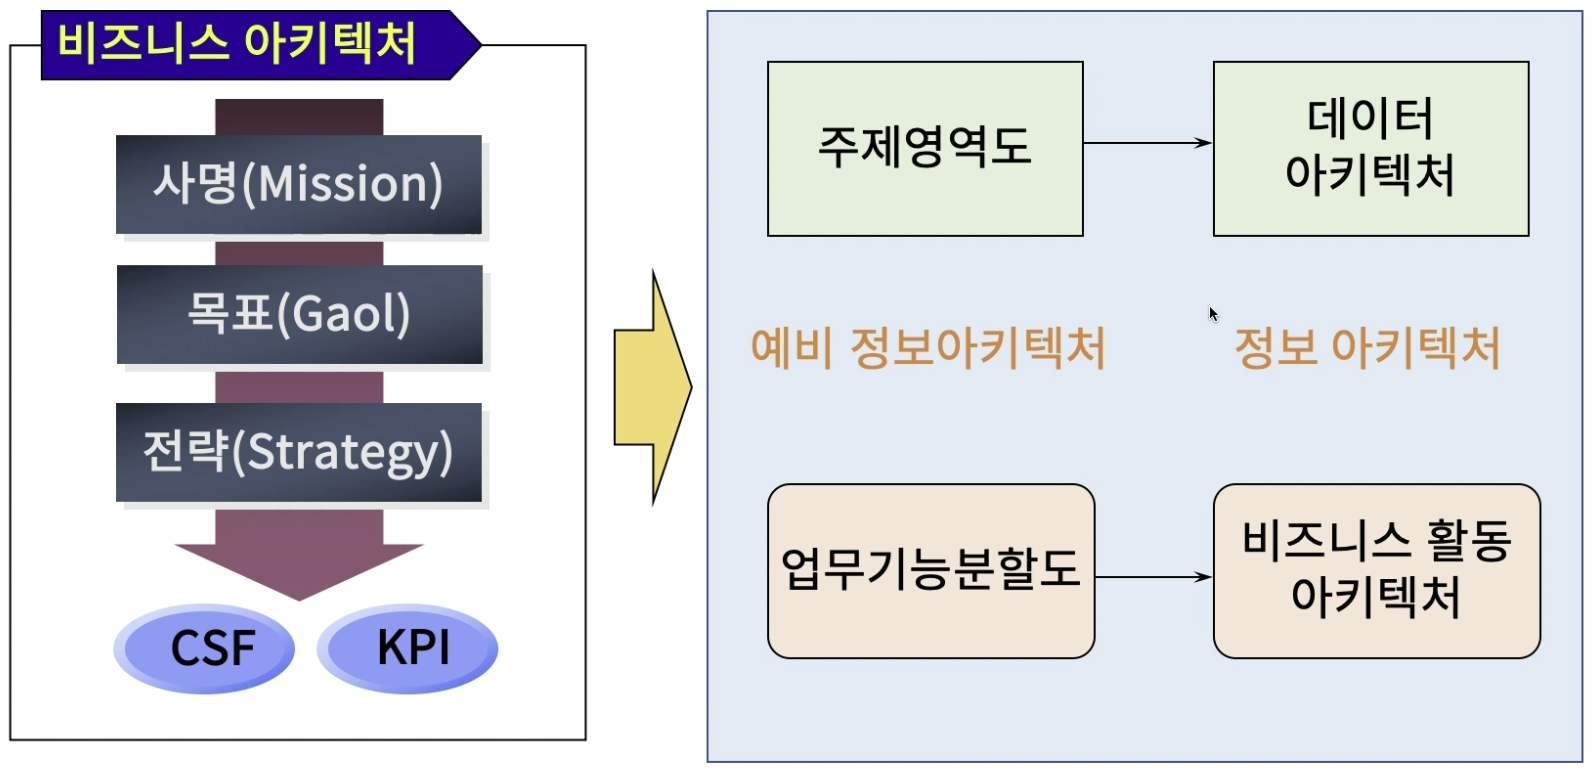 비즈니스 아키텍처
사명(Mission)
목표(Gaol)
전략(Strategy)
CSF
KPI
주제영역도
데이터
아키텍처
예비 정보아키텍처
정보 아키텍처
업무기능분할도
비즈니스 활동
아키텍처